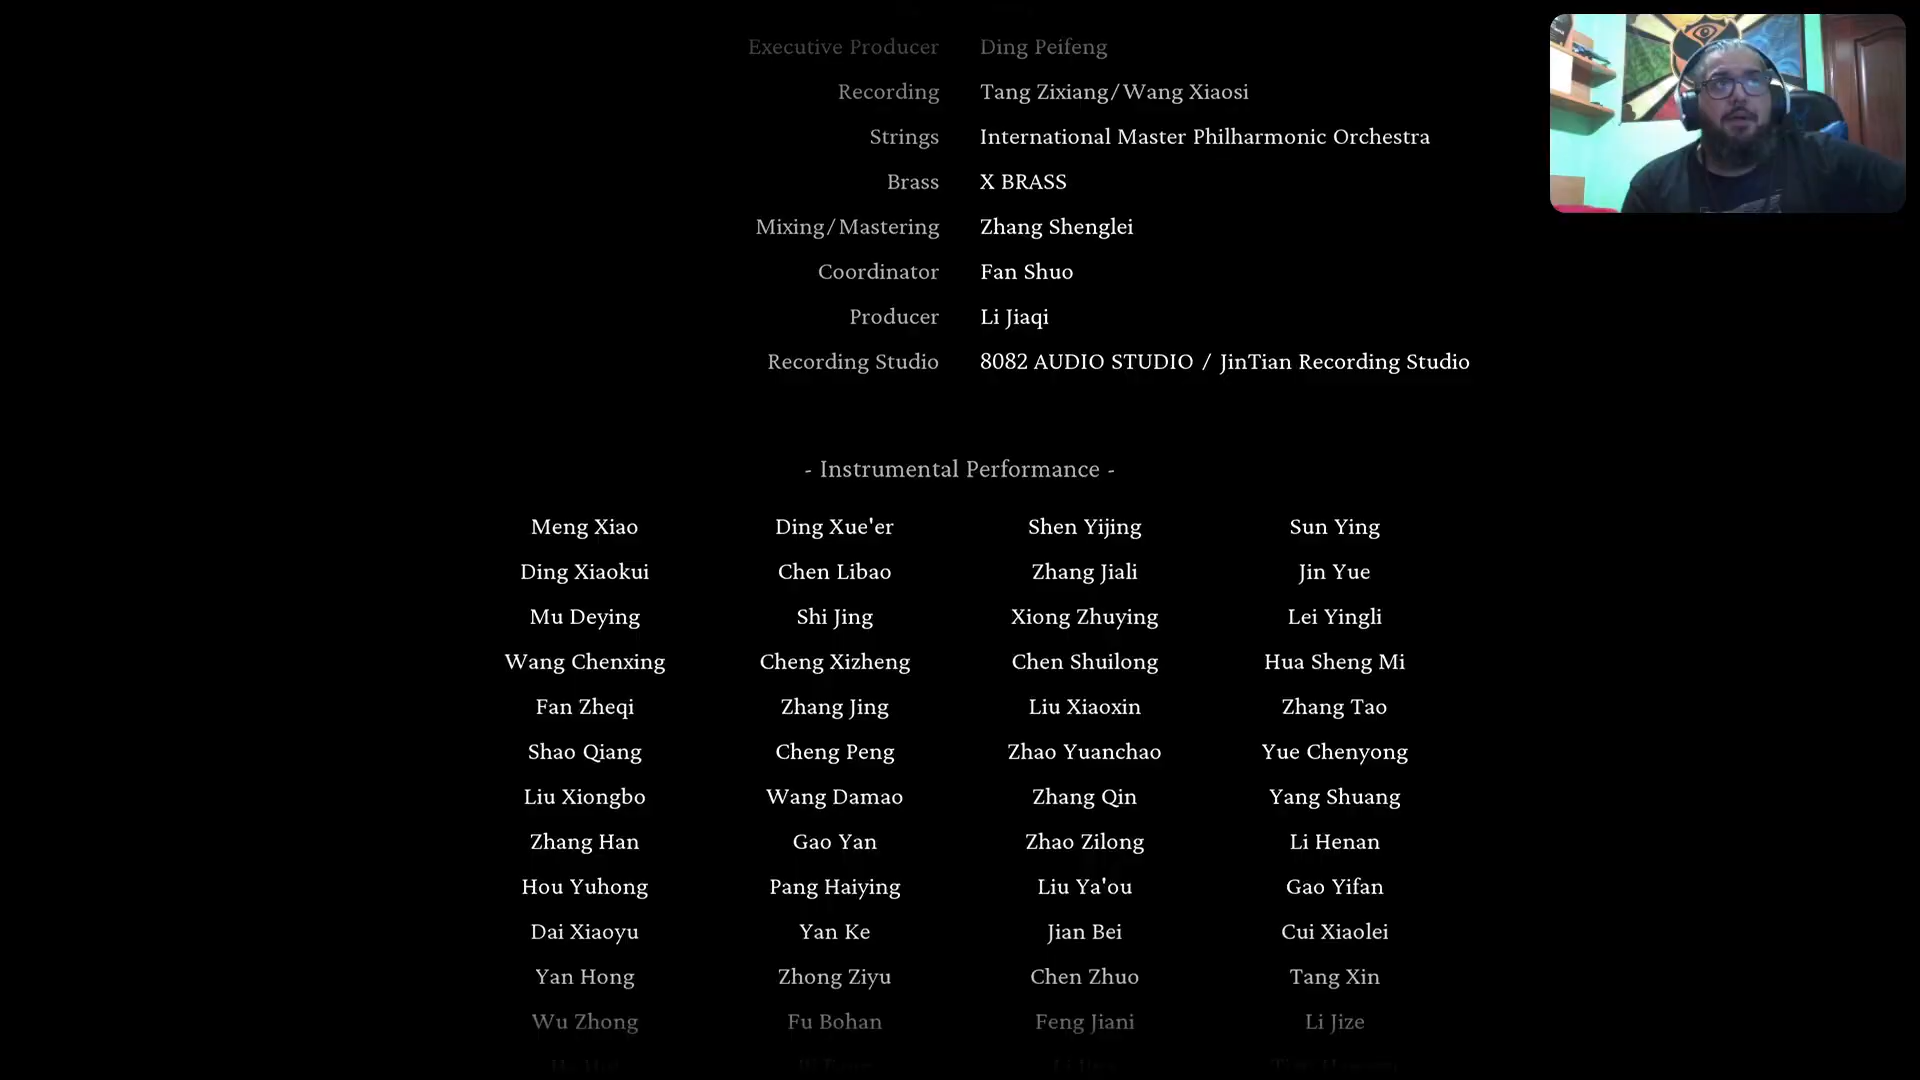 Executive Producer Ding Peifeng
Recording Tang Zixiang/Wang Xiaosi
Strings International Master Philharmonic Orchestra
Brass X BRASS
Mixing/Mastering Zhang Shenglei
Coordinator Fan Shuo
Producer Li Jiaqi
Recording Studio 8082 AUDIO STUDIO / JinTian Recording Studio
- Instrumental Performance -
Meng Xiao Ding Xue'er Shen Yijing Sun Ying
Ding Xiaokui Chen Libao Zhang Jiali Jin Yue
Mu Deying Shi Jing Xiong Zhuying Lei Yingli
Wang Chenxing Cheng Xizheng Chen Shuilong Hua Sheng Mi
Fan Zheqi Zhang Jing Liu Xiaoxin Zhang Tao
Shao Qiang Cheng Peng Zhao Yuanchao Yue Chenyong
Liu Xiongbo Wang Damao Zhang Qin Yang Shuang
Zhang Han Gao Yan Zhao Zilong Li Henan
Hou Yuhong Pang Haiying Liu Ya'ou Gao Yifan
Dai Xiaoyu Yan Ke Jian Bei Cui Xiaolei
Yan Hong Zhong Ziyu Chen Zhuo Tang Xin
Wu Zhong Fu Bohan Feng Jiani Li Jize